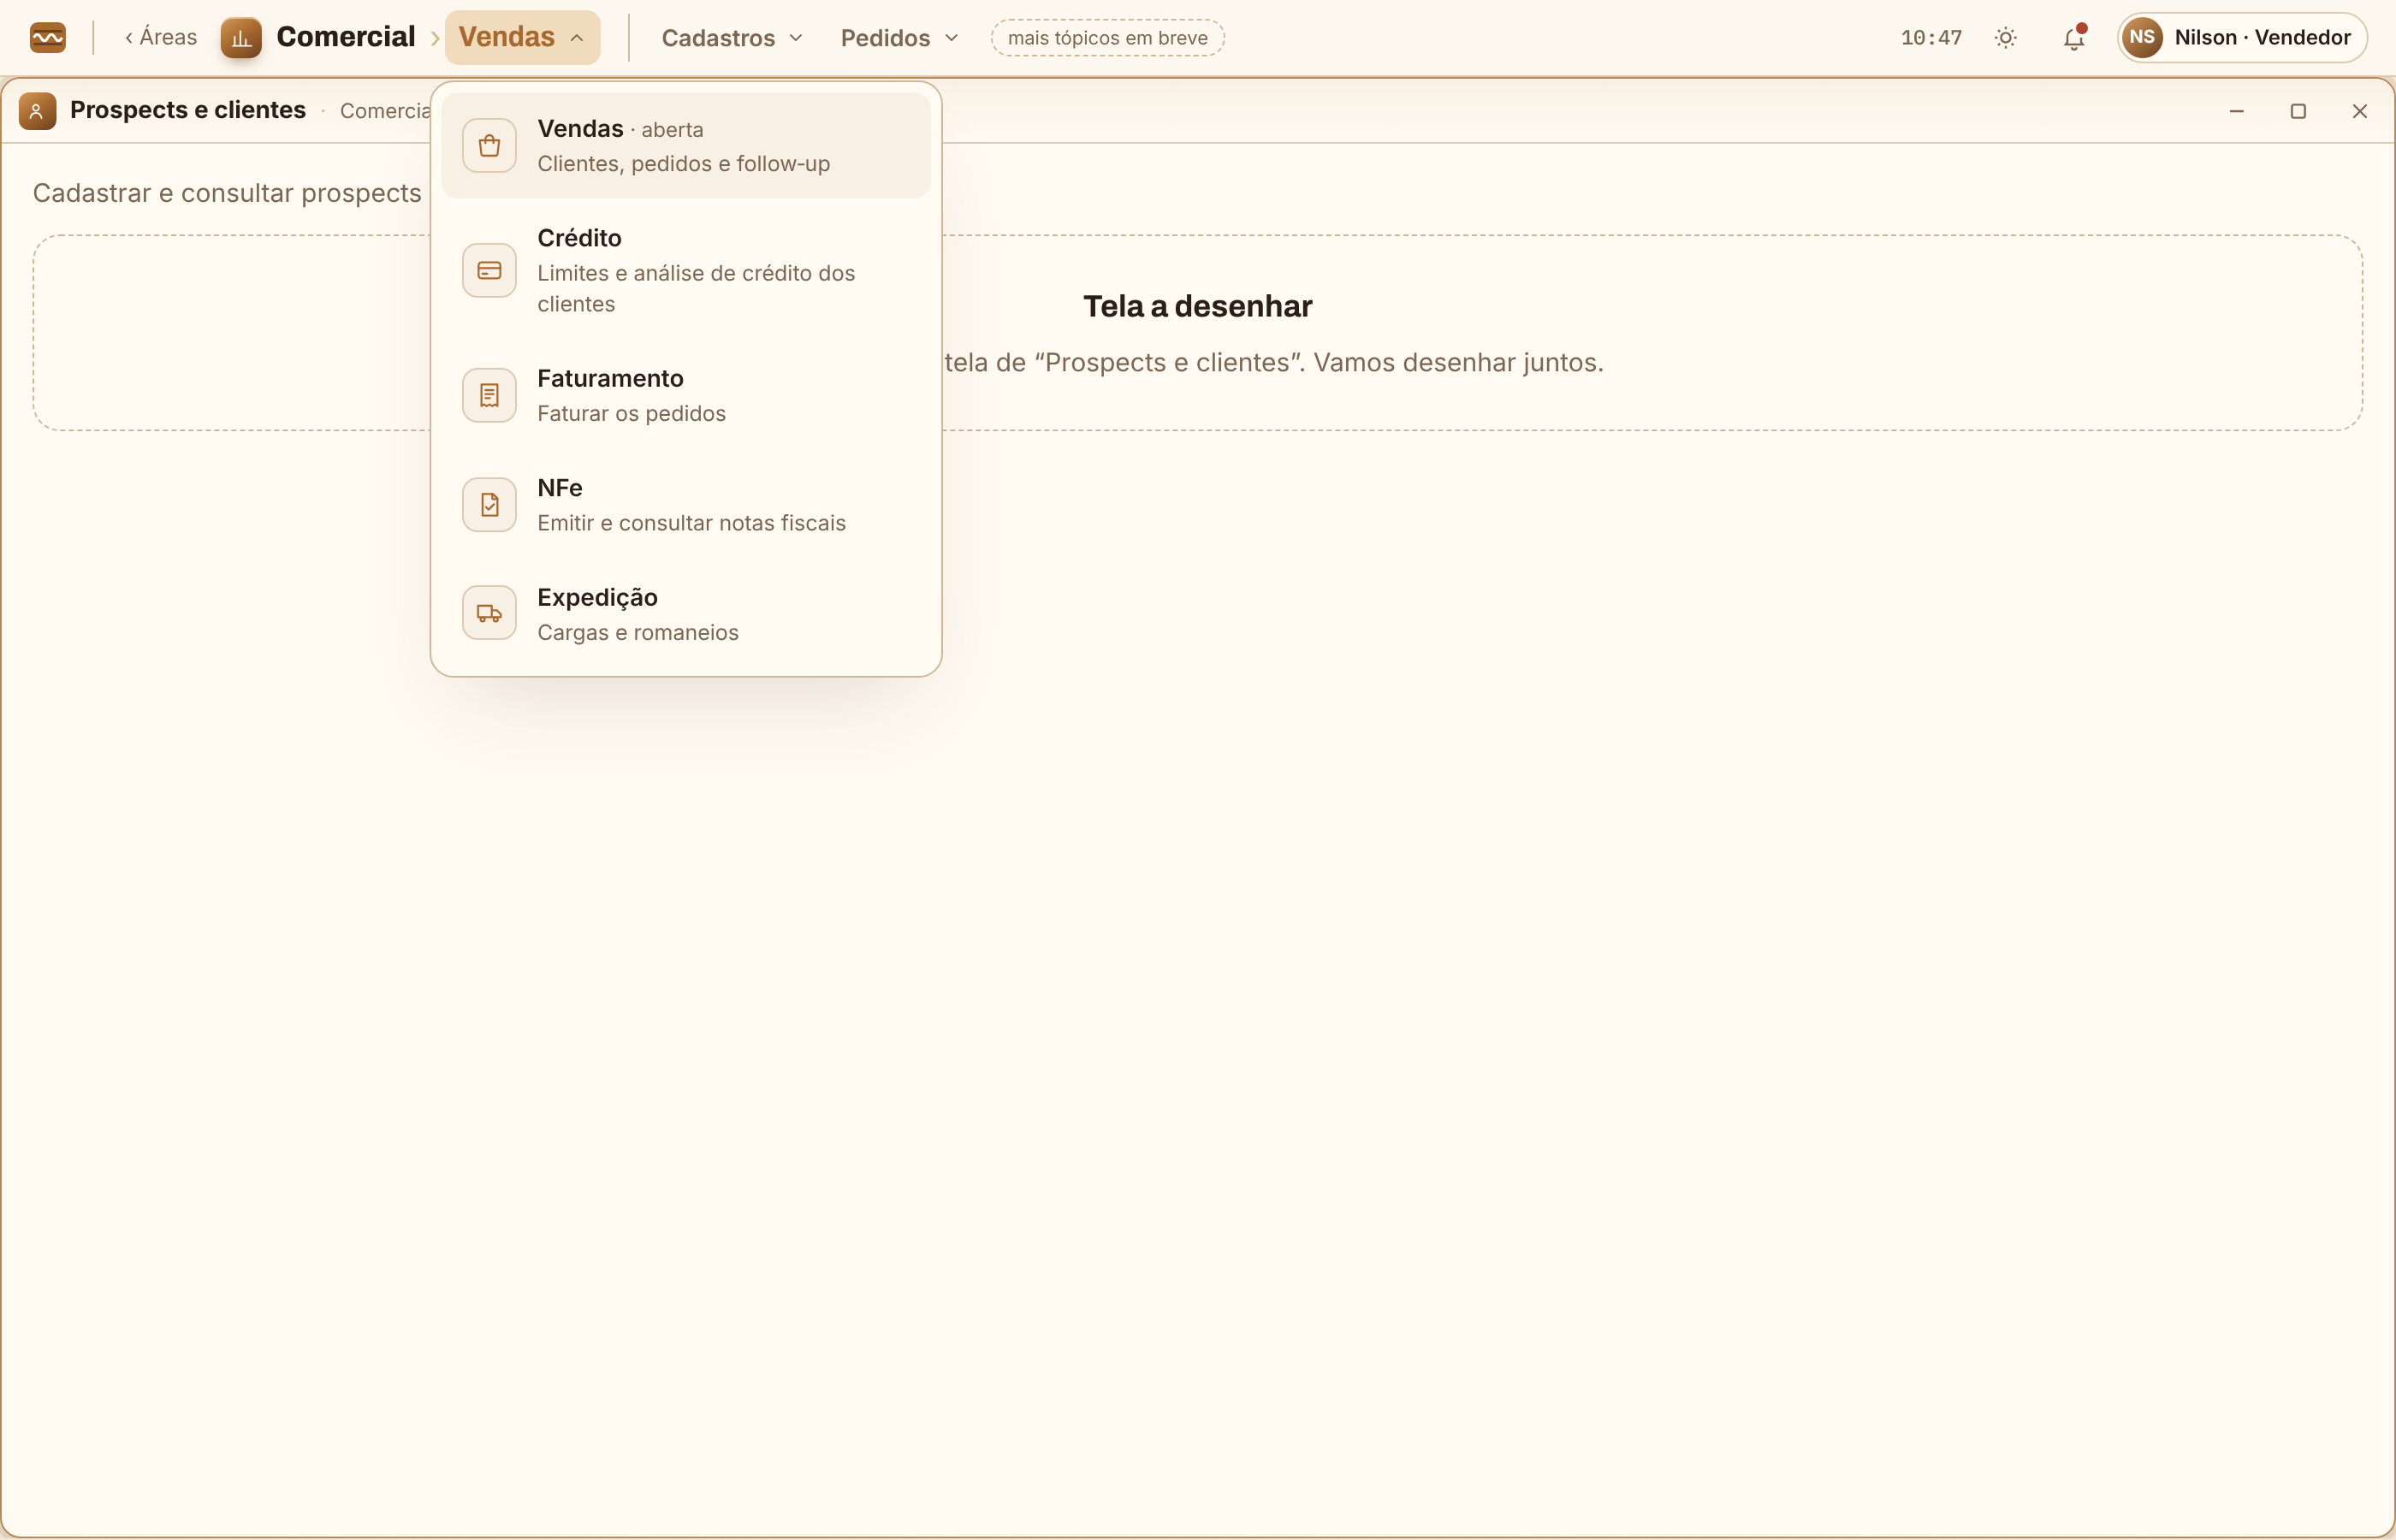 ‹ Áreas Comercial › Vendas Cadastros Pedidos mais tópicos em breve 10:47 NS Nilson · Vendedor
Prospects e clientes ·
Cadastrar e consultar prospects
Vendas · aberta
Clientes, pedidos e follow-up
Crédito
Limites e análise de crédito dos
clientes
Faturamento
Faturar os pedidos
NFe
Emitir e consultar notas fiscais
Expedição
Cargas e romaneios
Tela a desenhar
tela de “Prospects e clientes”. Vamos desenhar juntos.